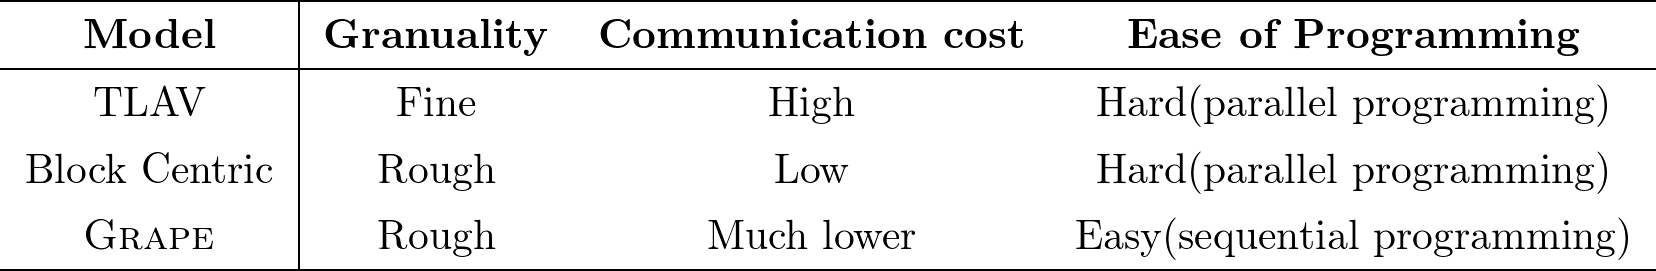 Model Granuality Communication cost Ease of Programming
TLAV Fine High Hard(parallel programming)
Block Centric Rough Low Hard(parallel programming)
GRAPE Rough Much lower Easy(sequential programming)